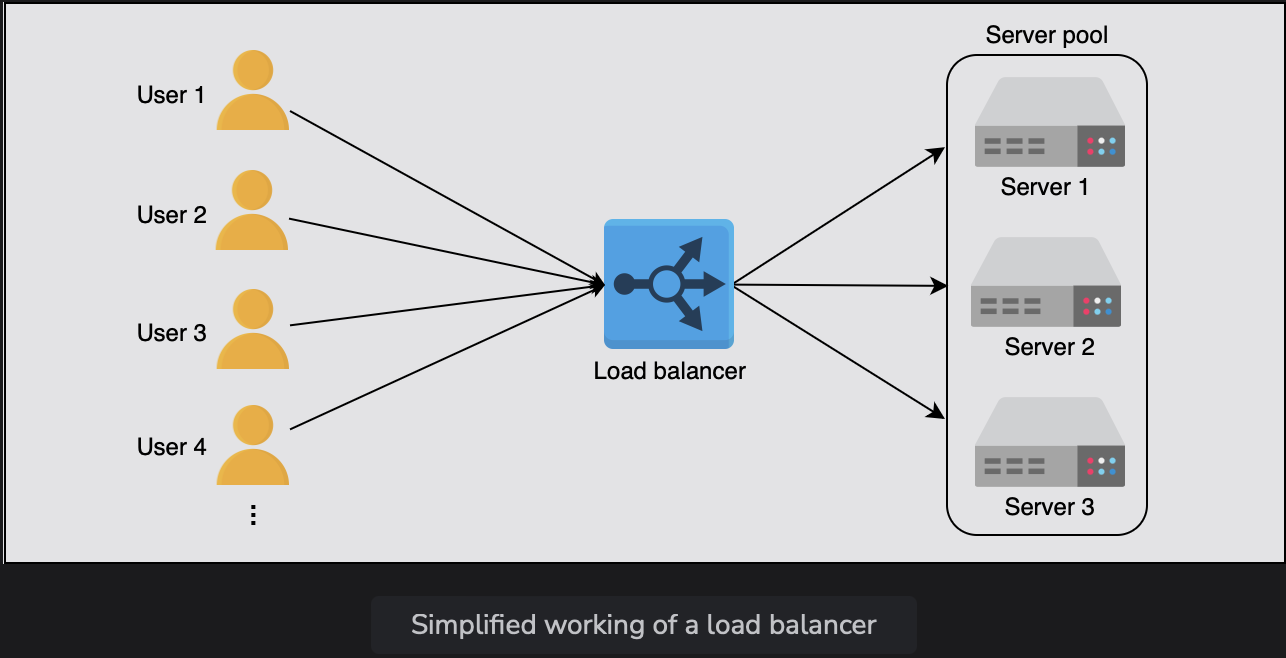 Server pool
User 1
User 2
User 3
User 4
⋮
Load balancer
Server 1
Server 2
Server 3
Simplified working of a load balancer